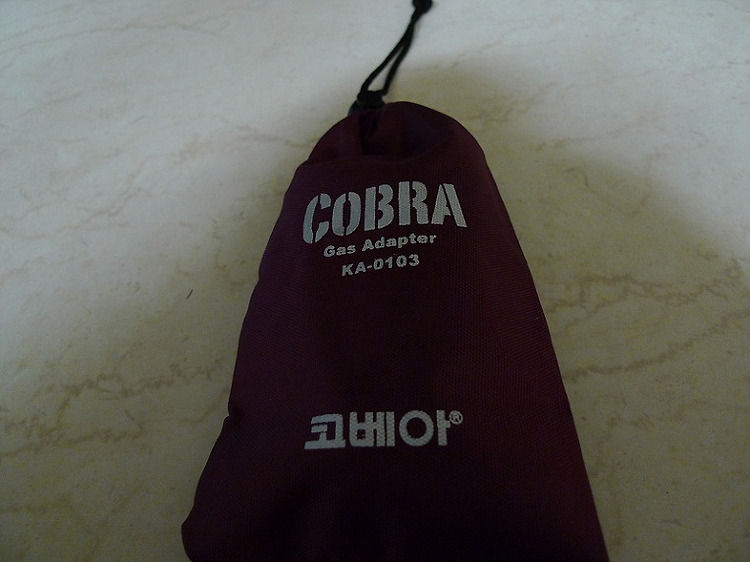 COBRA
Gas Adapter
KA-0103
코베아®